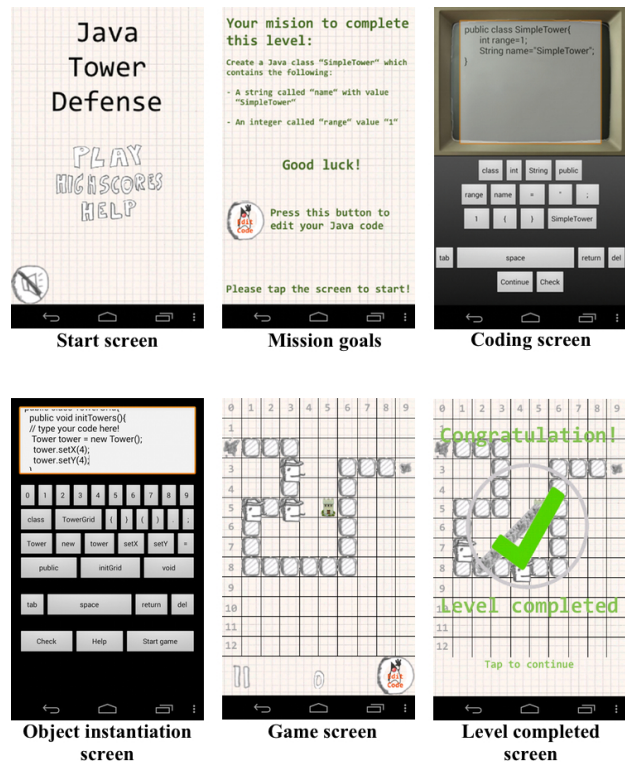 Java
Tower
Defense
PLAY
HIGHSCORES
HELP
Start screen
Your mision to complete
this level:
Create a Java class "SimpleTower" which
contains the following:
- A string called "name" with value
"SimpleTower"
- An integer called "range" value "1"
Good luck!
Edit
Code
Press this button to
edit your Java code
Please tap the screen to start!
Mission goals
public class SimpleTower{
int range=1;
String name="SimpleTower";
}
class int String public
range name = " ;
1 { } SimpleTower
tab space return del
Continue Check
Coding screen
public class TowerGrid{
public void initTowers(){
// type your code here!
Tower tower = new Tower();
tower.setX(4);
tower.setY(4);
}
0 1 2 3 4 5 6 7 8 9
class TowerGrid { } ( ) . ;
Tower new tower setX setY =
public initGrid void
tab space return del
Check Help Start game
Object instantiation
screen
0 1 2 3 4 5 6 7 8 9
1
3
4
5
6
7
8
9
10
11
12
0
Edit
Code
Game screen
0 1 2 3 4 5 6 7 8 9
1
Congratulation!
3
4
5
6
7
8
9
10
Level completed
11
12
Tap to continue
Level completed
screen